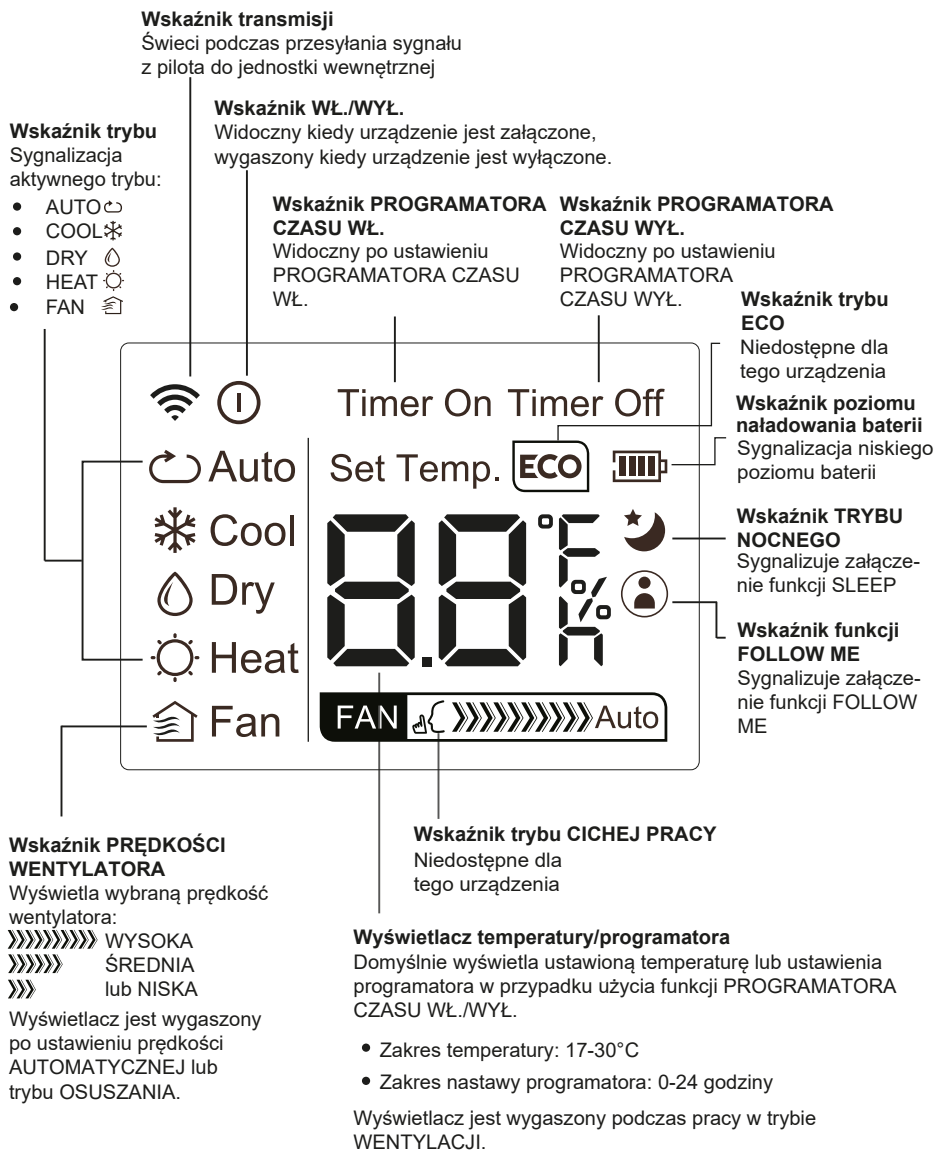 Wskaźnik transmisji
Świeci podczas przesyłania sygnału
z pilota do jednostki wewnętrznej
Wskaźnik WŁ./WYŁ.
Widoczny kiedy urządzenie jest załączone,
wygaszony kiedy urządzenie jest wyłączone.
Wskaźnik trybu
Sygnalizacja
aktywnego trybu:
• AUTO
• COOL
• DRY
• HEAT
• FAN
Wskaźnik PROGRAMATORA
CZASU WŁ.
Widoczny po ustawieniu
PROGRAMATORA CZASU
WŁ.
Wskaźnik PROGRAMATORA
CZASU WYŁ.
Widoczny po ustawieniu
PROGRAMATORA
CZASU WYŁ.
Wskaźnik trybu
ECO
Niedostępne dla
tego urządzenia
Wskaźnik poziomu
naładowania baterii
Sygnalizacja niskiego
poziomu baterii
Wskaźnik TRYBU
NOCNEGO
Sygnalizuje załącze-
nie funkcji SLEEP
Wskaźnik funkcji
FOLLOW ME
Sygnalizuje załącze-
nie funkcji FOLLOW
ME
Timer On Timer Off
Auto
Set Temp. ECO
Cool
Dry
Heat
Fan
88 °F
%
h
.
FAN Auto
Wskaźnik PRĘDKOŚCI
WENTYLATORA
Wyświetla wybraną prędkość
wentylatora:
WYSOKA
ŚREDNIA
lub NISKA
Wyświetlacz jest wygaszony
po ustawieniu prędkości
AUTOMATYCZNEJ lub
trybu OSUSZANIA.
Wskaźnik trybu CICHEJ PRACY
Niedostępne dla
tego urządzenia
Wyświetlacz temperatury/programatora
Domyślnie wyświetla ustawioną temperaturę lub ustawienia
programatora w przypadku użycia funkcji PROGRAMATORA
CZASU WŁ./WYŁ.
• Zakres temperatury: 17-30°C
• Zakres nastawy programatora: 0-24 godziny
Wyświetlacz jest wygaszony podczas pracy w trybie
WENTYLACJI.